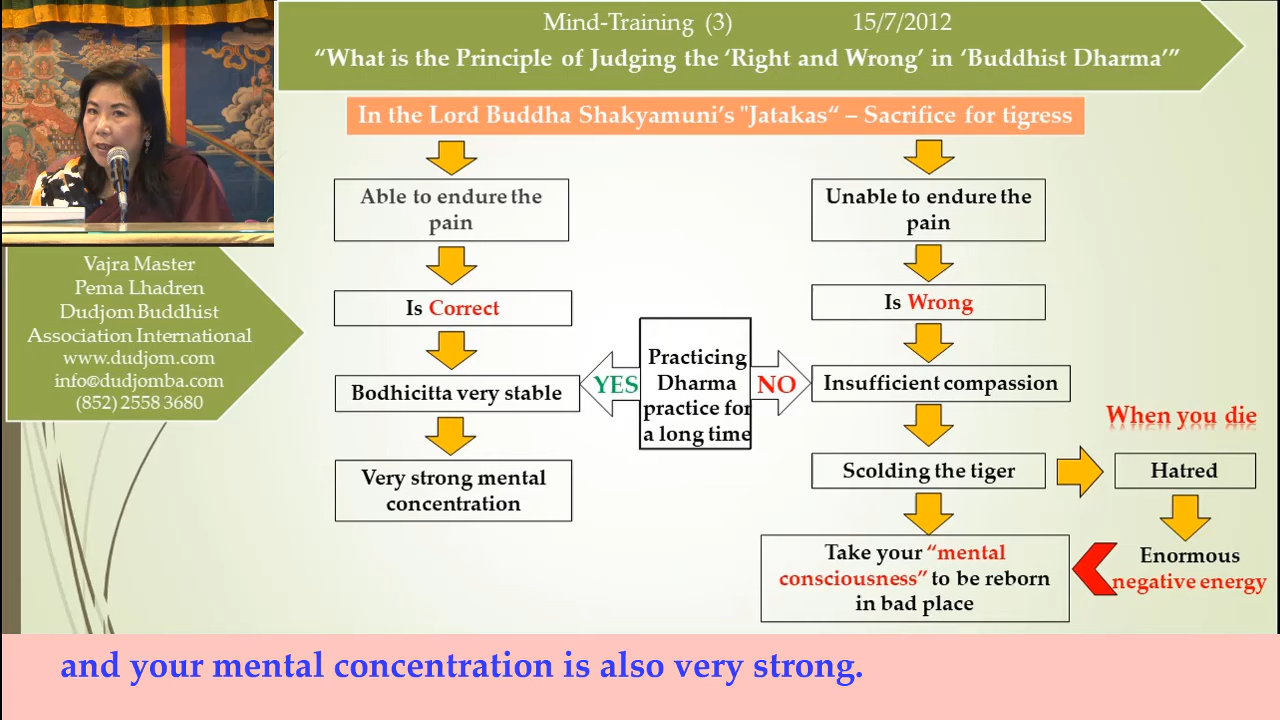 Mind-Training (3) 15/7/2012
“What is the Principle of Judging the ‘Right and Wrong’ in ‘Buddhist Dharma’”
In the Lord Buddha Shakyamuni’s "Jatakas“ – Sacrifice for tigress
Able to endure the
pain
Is Correct
Bodhicitta very stable
Very strong mental
concentration
YES
Practicing
Dharma
practice for
a long time
NO
Unable to endure the
pain
Is Wrong
Insufficient compassion
Scolding the tiger
When you die
Hatred
Enormous
negative energy
Take your “mental
consciousness” to be reborn
in bad place
Vajra Master
Pema Lhadren
Dudjom Buddhist
Association International
www.dudjom.com
info@dudjomba.com
(852) 2558 3680
and your mental concentration is also very strong.